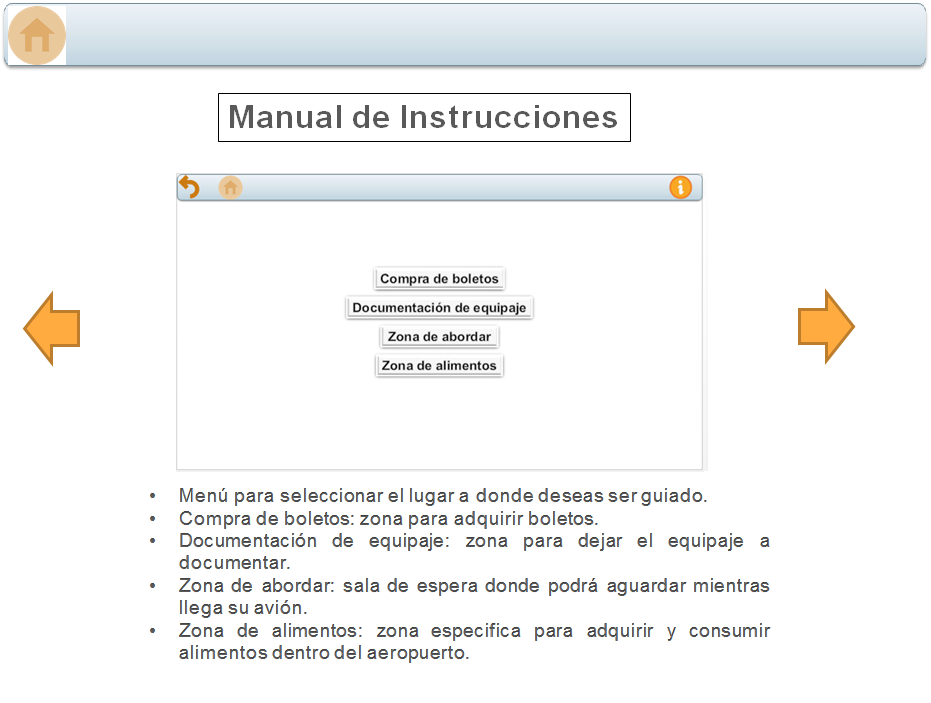 Manual de Instrucciones
i
Compra de boletos
Documentación de equipaje
Zona de abordar
Zona de alimentos
• Menú para seleccionar el lugar a donde deseas ser guiado.
• Compra de boletos: zona para adquirir boletos.
• Documentación de equipaje: zona para dejar el equipaje a
documentar.
• Zona de abordar: sala de espera donde podrá aguardar mientras
llega su avión.
• Zona de alimentos: zona especifica para adquirir y consumir
alimentos dentro del aeropuerto.